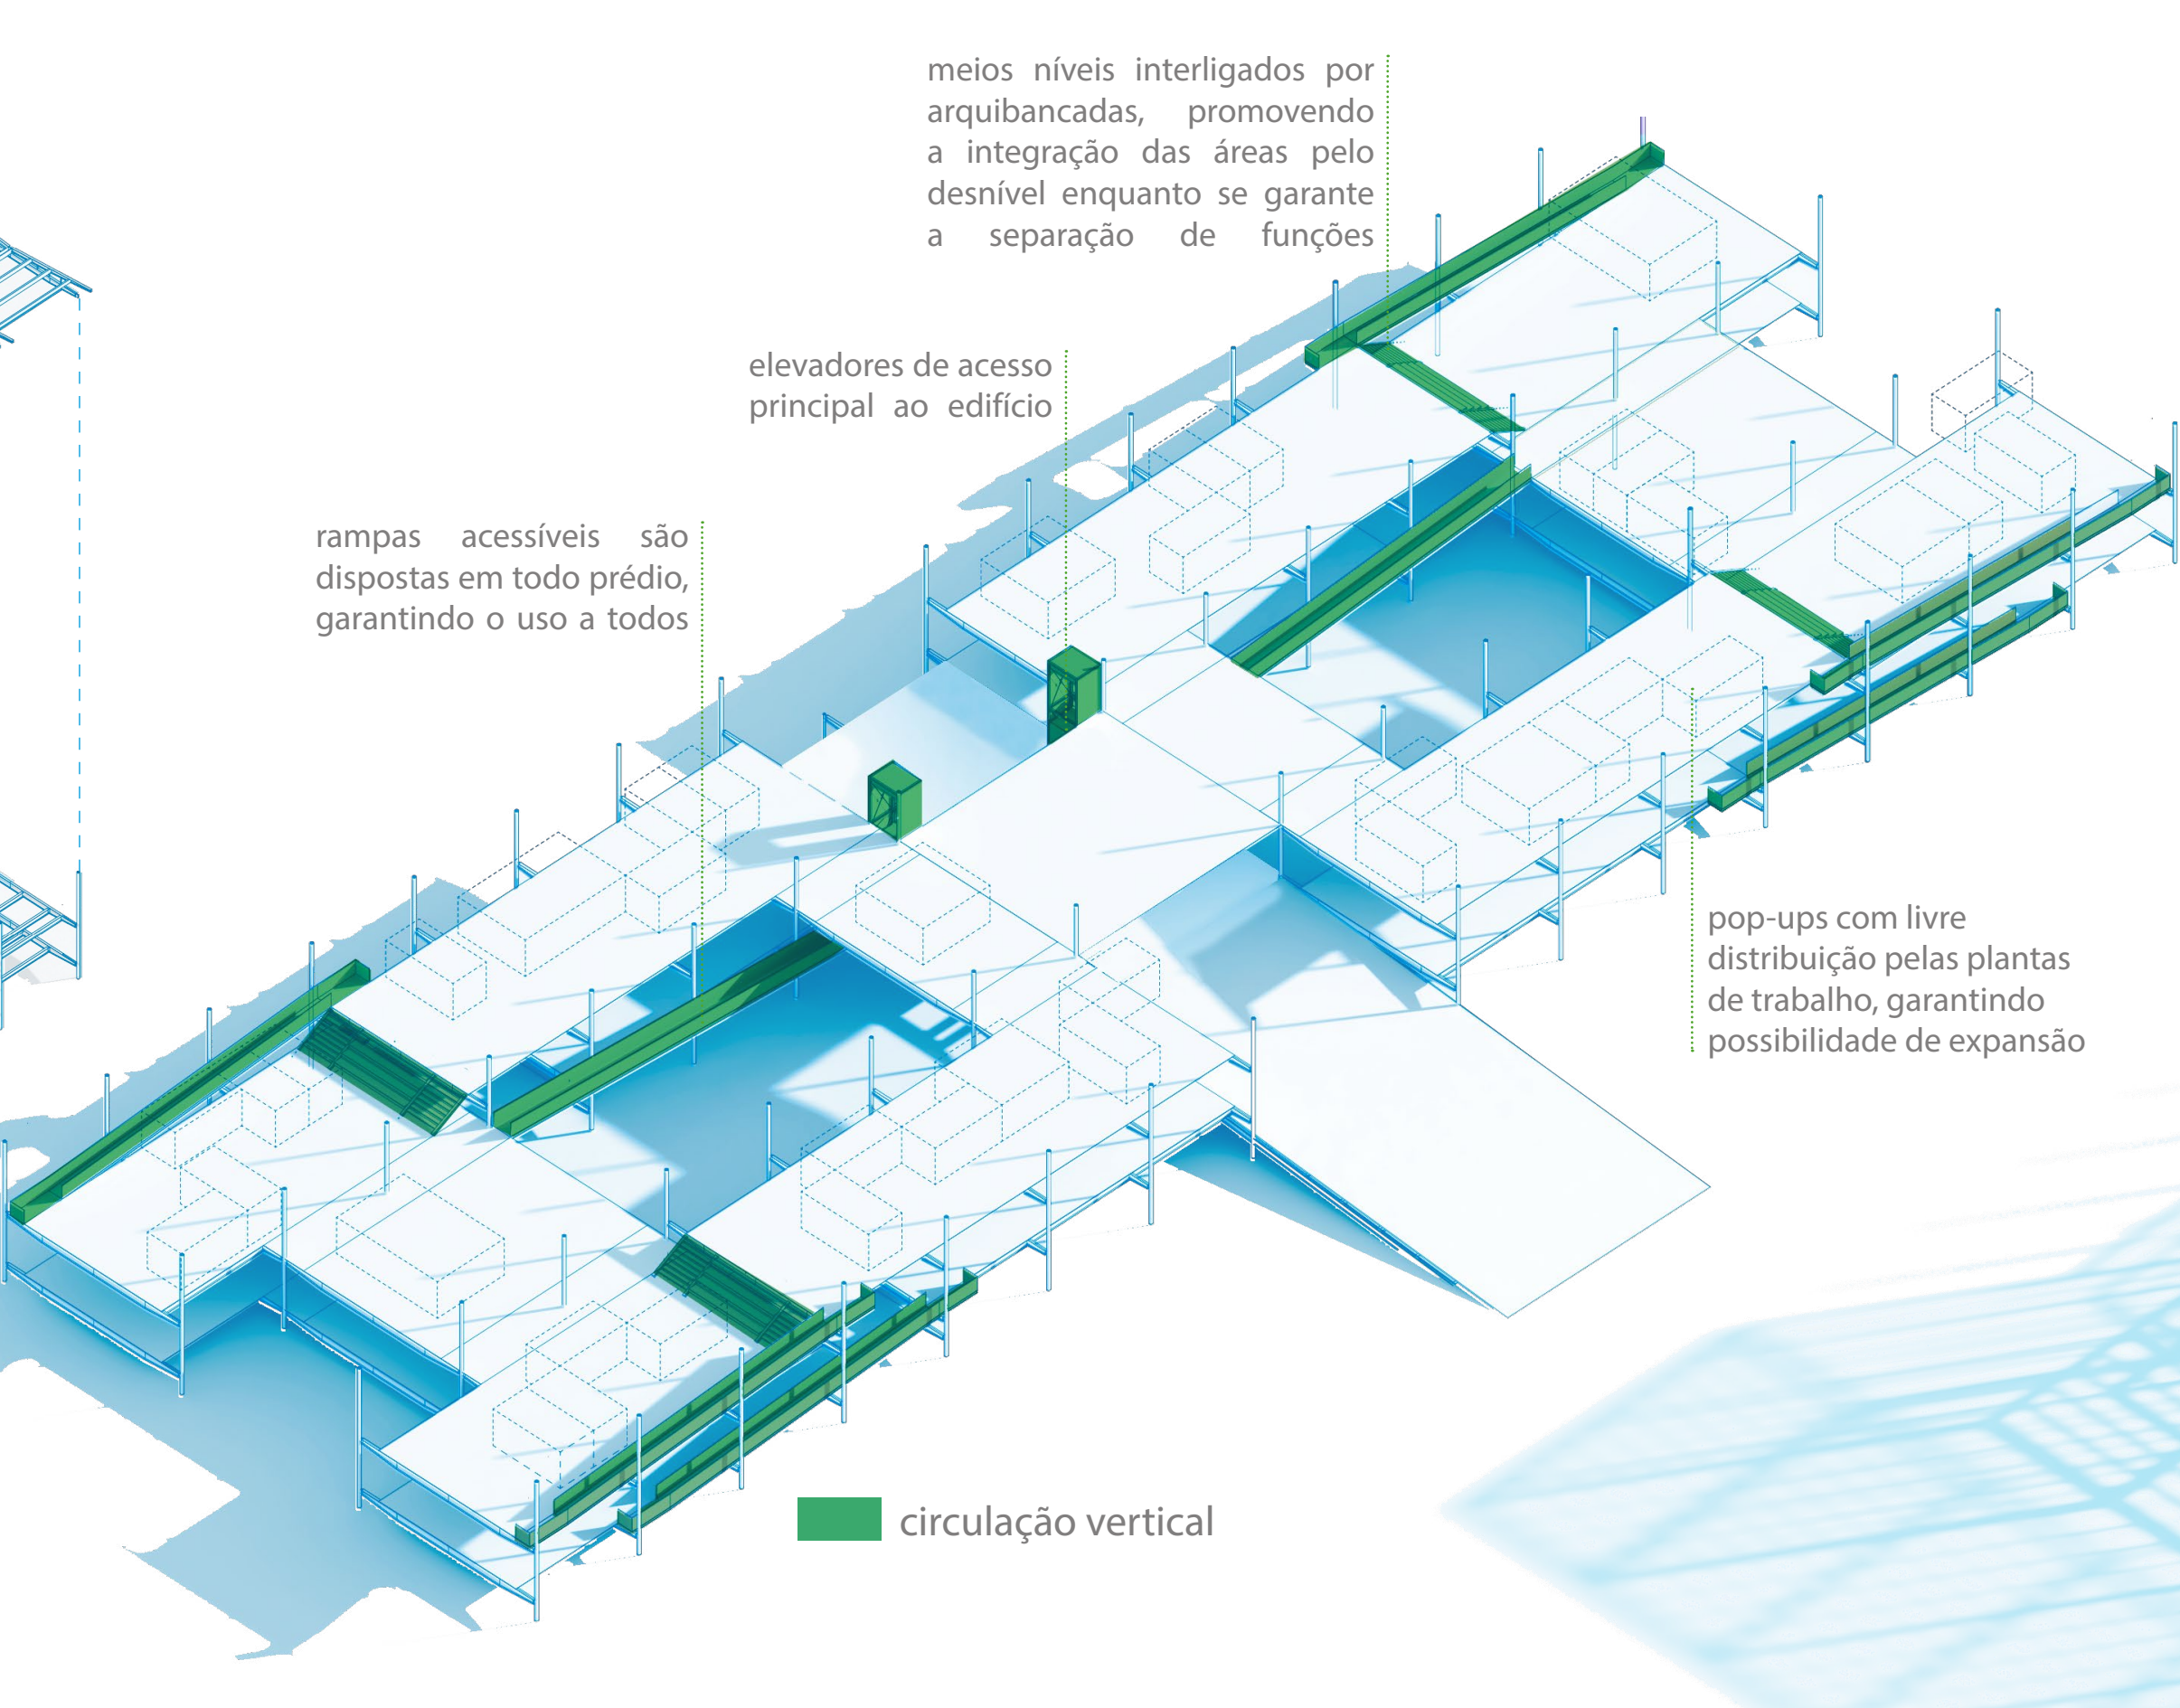 meios níveis interligados por
arquibancadas, promovendo
a integração das áreas pelo
desnível enquanto se garante
a separação de funções
elevadores de acesso
principal ao edifício
rampas acessíveis são
dispostas em todo prédio,
garantindo o uso a todos
pop-ups com livre
distribuição pelas plantas
de trabalho, garantindo
possibilidade de expansão
circulação vertical